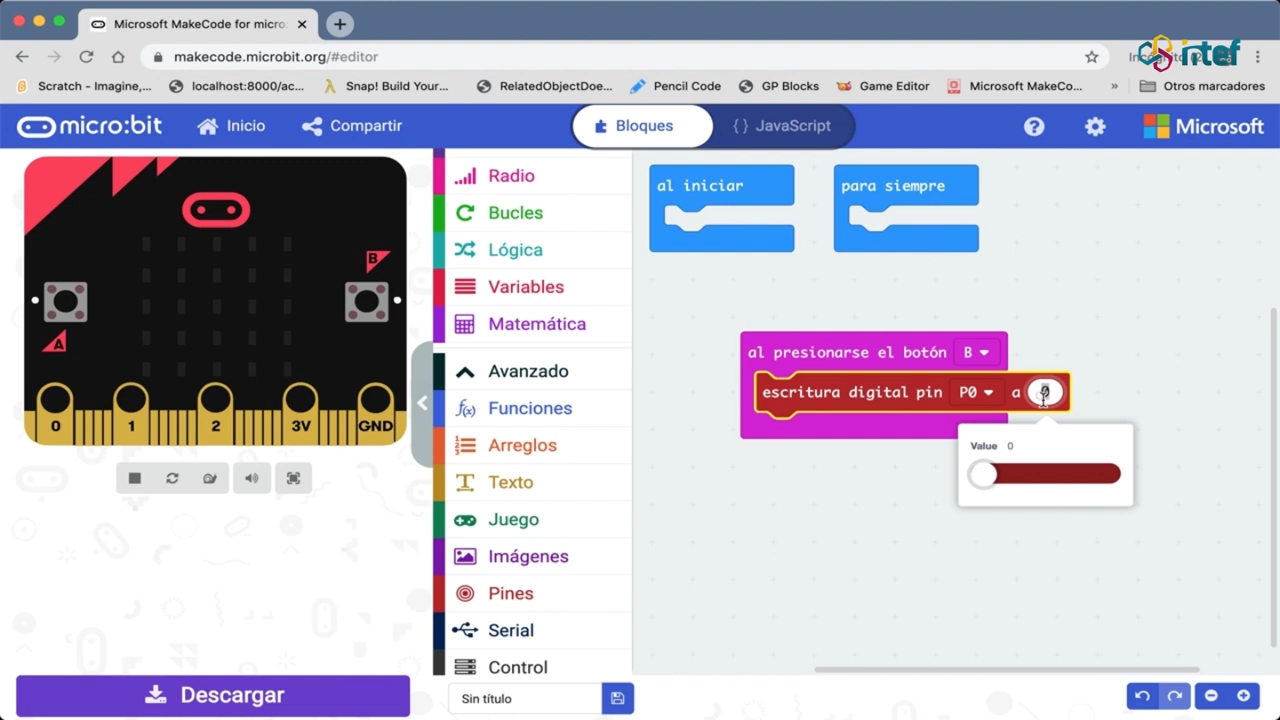 Microsoft MakeCode for micro:
intef
makecode.microbit.org/#editor
Scratch - Imagine,...
localhost:8000/ac...
Snap! Build Your...
RelatedObjectDoe...
Pencil Code
GP Blocks
Game Editor
Microsoft MakeCo...
»
Otros marcadores
micro:bit
Inicio
Compartir
Bloques
{} JavaScript
Microsoft
Radio
Bucles
Lógica
Variables
Matemática
Avanzado
Funciones
Arreglos
Texto
Juego
Imágenes
Pines
Serial
Control
al iniciar
para siempre
al presionarse el botón B
escritura digital pin P0 a 0
Value 0
A
B
0 1 2 3V GND
Descargar
Sin título